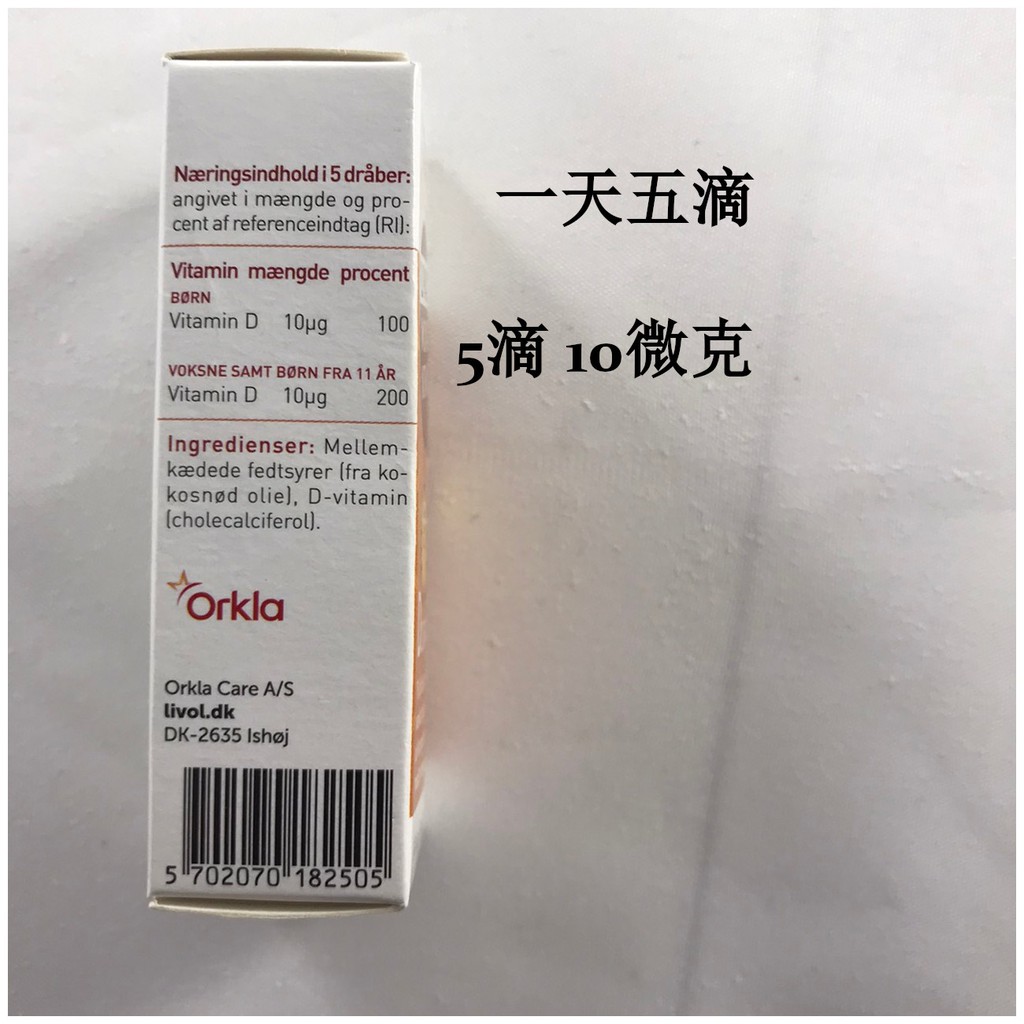 Næringsindhold i 5 dråber:
angivet i mængde og pro-
cent af referenceindtag (RI):
Vitamin mængde procent
BØRN
Vitamin D 10µg 100
VOKSNE SAMT BØRN FRA 11 ÅR
Vitamin D 10µg 200
Ingredienser: Mellem-
kædede fedtsyrer (fra ko-
kosnød olie), D-vitamin
(cholecalciferol).
Orkla
Orkla Care A/S
livol.dk
DK-2635 Ishøj
5 702070 182505
一天五滴
5滴 10微克